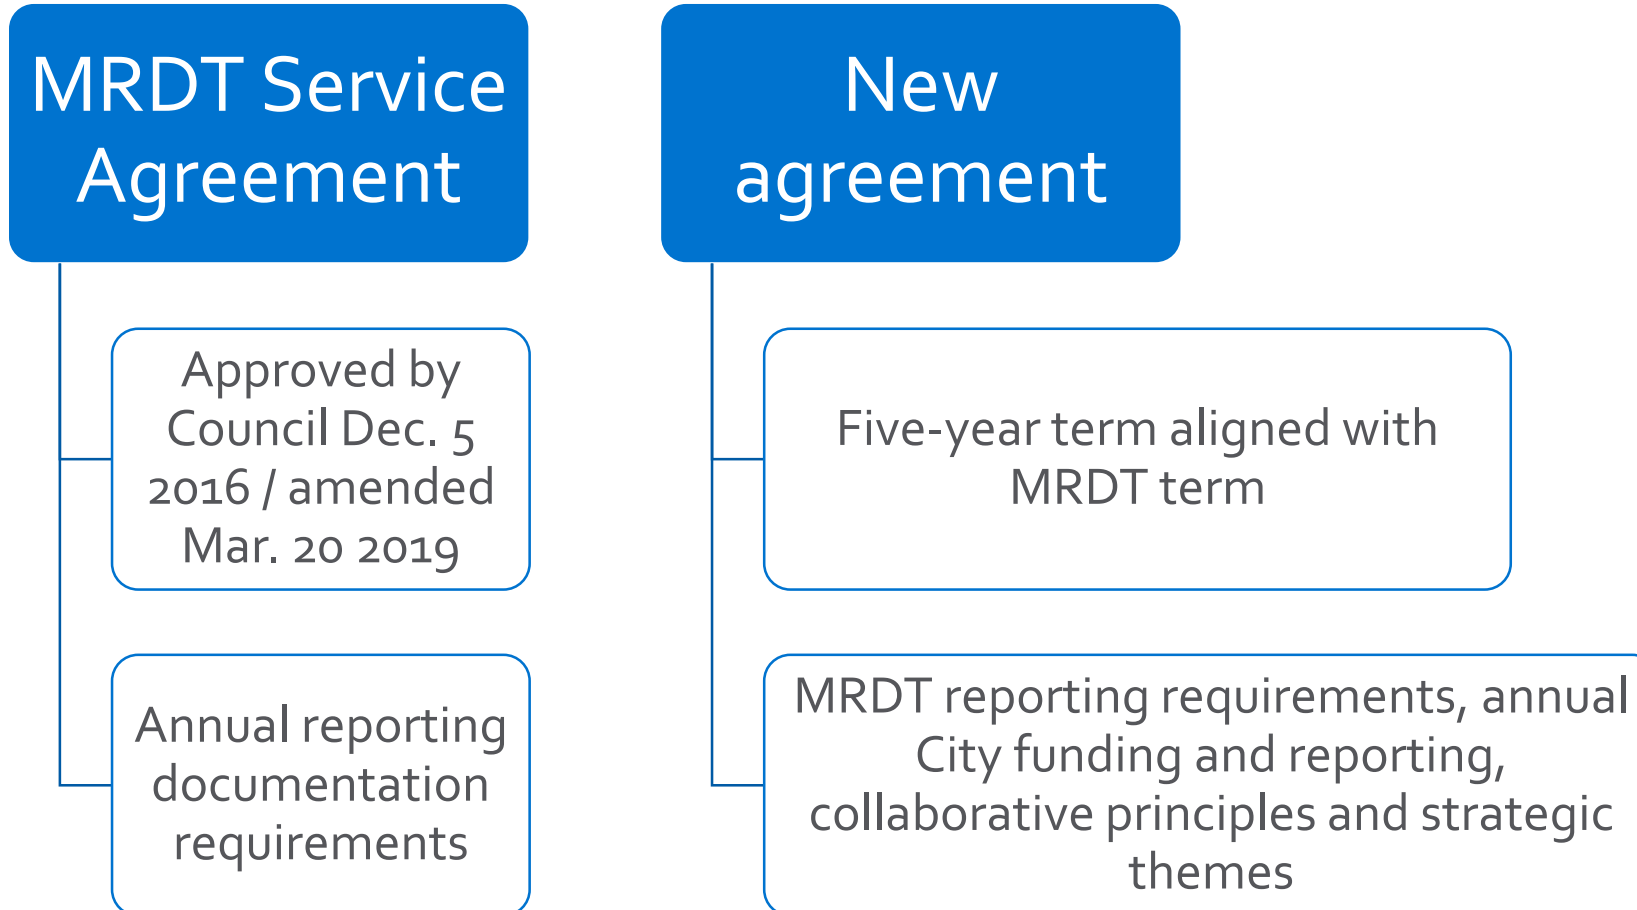 MRDT Service
Agreement
Approved by
Council Dec. 5
2016 / amended
Mar. 20 2019
Annual reporting
documentation
requirements
New
agreement
Five-year term aligned with
MRDT term
MRDT reporting requirements, annual
City funding and reporting,
collaborative principles and strategic
themes